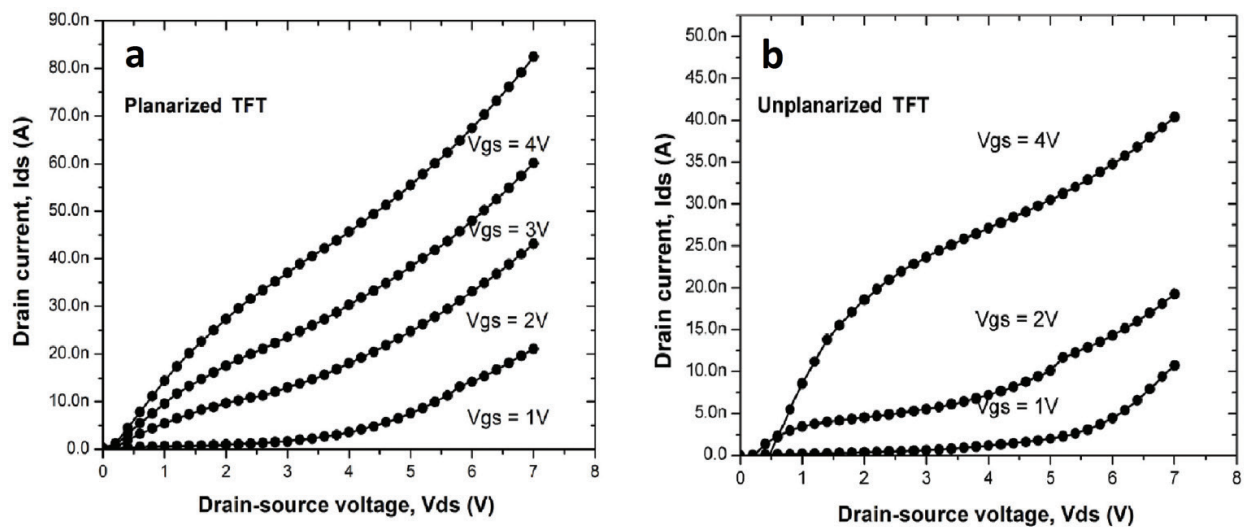 a
Planarized TFT
90.0n
80.0n
70.0n
60.0n
50.0n
40.0n
30.0n
20.0n
10.0n
0.0
Drain current, Ids (A)
Vgs = 4V
Vgs = 3V
Vgs = 2V
Vgs = 1V
0 1 2 3 4 5 6 7 8
Drain-source voltage, Vds (V)
b
Unplanarized TFT
50.0n
45.0n
40.0n
35.0n
30.0n
25.0n
20.0n
15.0n
10.0n
5.0n
0.0
Drain current, Ids (A)
Vgs = 4V
Vgs = 2V
Vgs = 1V
0 1 2 3 4 5 6 7 8
Drain-source voltage, Vds (V)